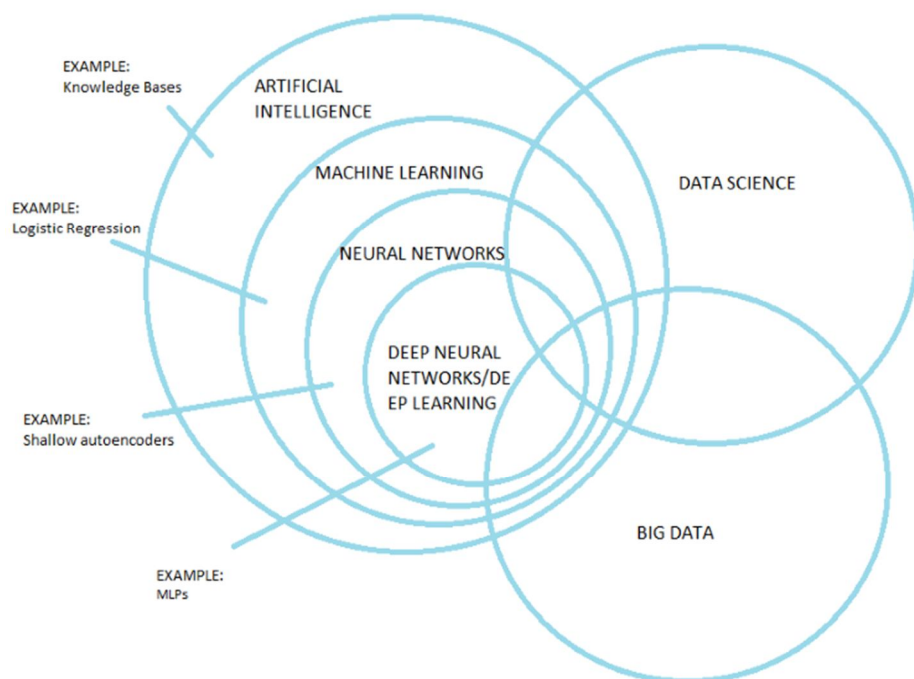 EXAMPLE:
Knowledge Bases
ARTIFICIAL
INTELLIGENCE
MACHINE LEARNING
DATA SCIENCE
EXAMPLE:
Logistic Regression
NEURAL NETWORKS
DEEP NEURAL
NETWORKS/DE
EP LEARNING
EXAMPLE:
Shallow autoencoders
BIG DATA
EXAMPLE:
MLPs